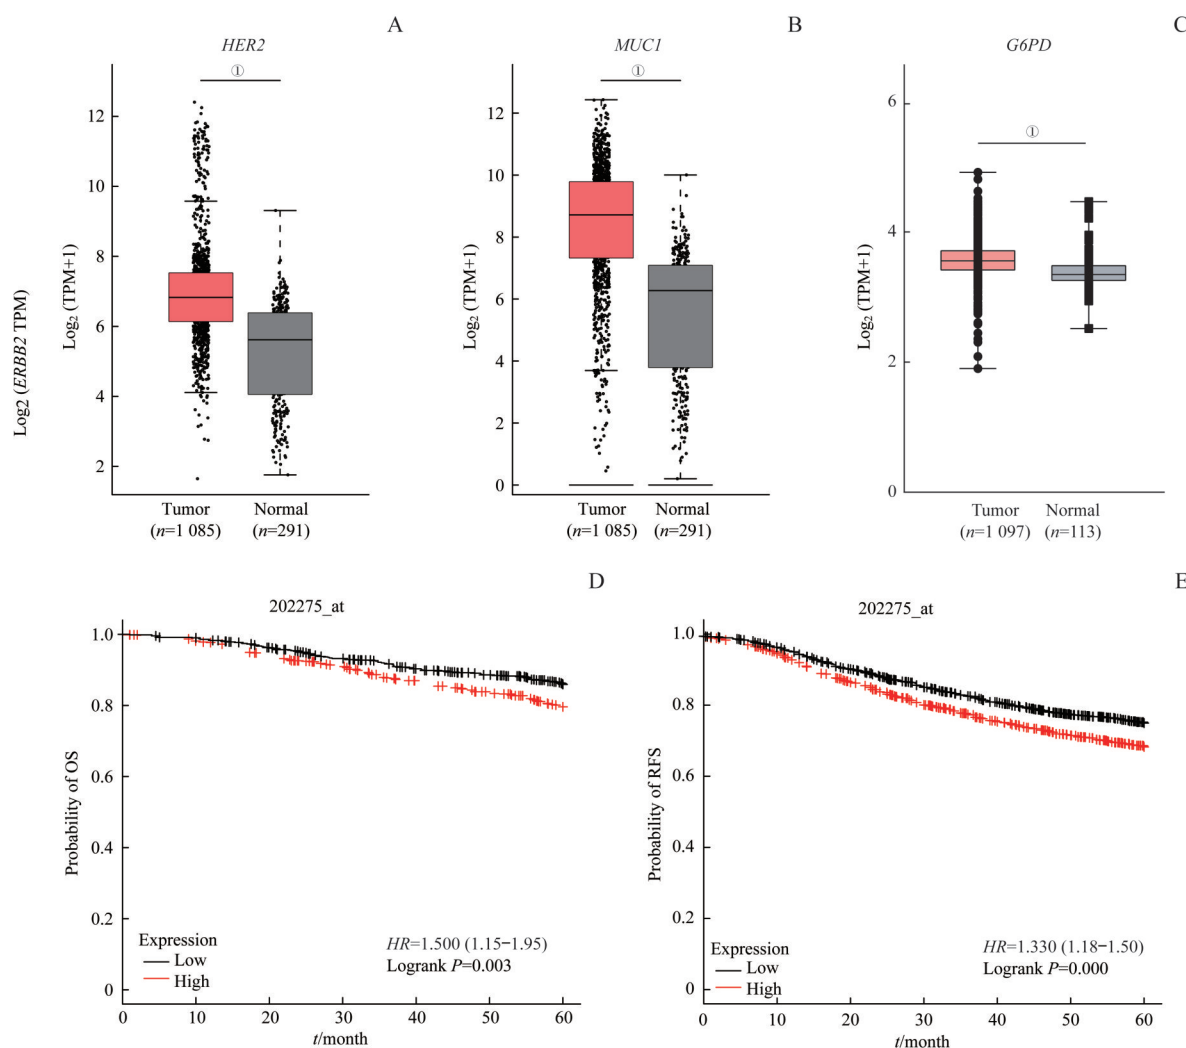 A
HER2
①
12
10
8
6
4
2
Log2 (ERBB2 TPM)
Log₂ (TPM+1)
Tumor
(n=1 085)
Normal
(n=291)
B
MUC1
①
12
10
8
6
4
2
0
Log₂ (TPM+1)
Tumor
(n=1 085)
Normal
(n=291)
C
G6PD
①
6
4
2
0
Log₂ (TPM+1)
Tumor
(n=1 097)
Normal
(n=113)
D
202275_at
1.0
0.8
0.6
0.4
0.2
0
Probability of OS
Expression
Low
High
HR=1.500 (1.15−1.95)
Logrank P=0.003
0 10 20 30 40 50 60
t/month
E
202275_at
1.0
0.8
0.6
0.4
0.2
0
Probability of RFS
Expression
Low
High
HR=1.330 (1.18−1.50)
Logrank P=0.000
0 10 20 30 40 50 60
t/month